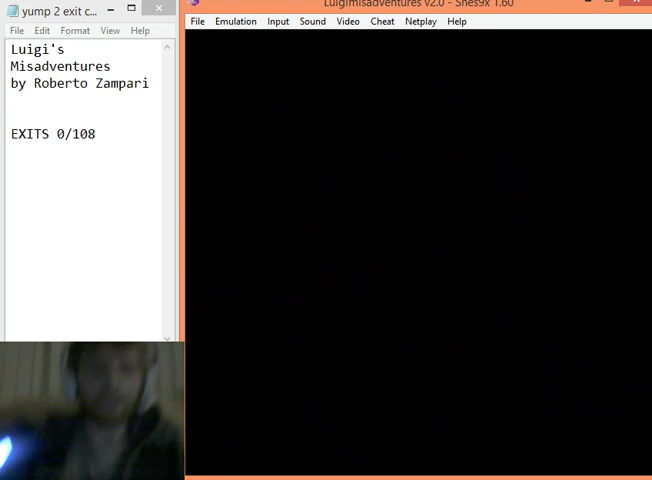 yump 2 exit c...
File Edit Format View Help
Luigi's
Misadventures
by Roberto Zampari
EXITS 0/108
Luigimisadventures v2.0 - Snes9x 1.60
File Emulation Input Sound Video Cheat Netplay Help